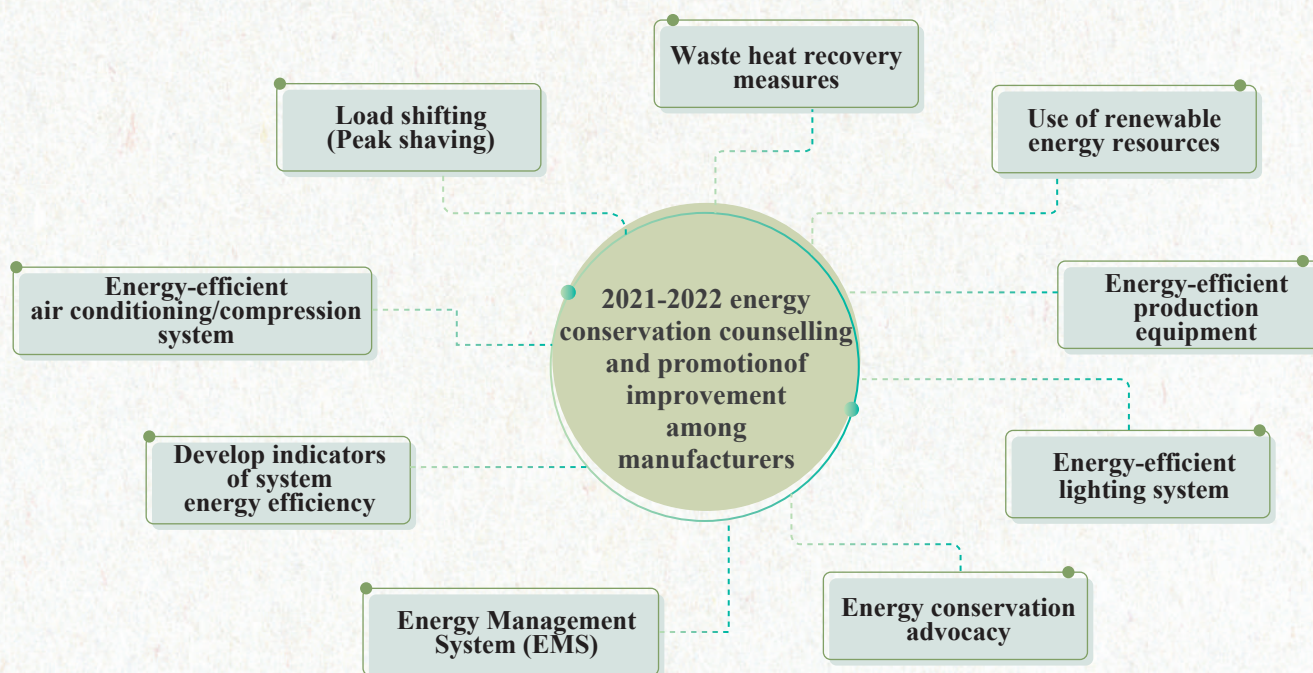 Waste heat recovery
measures
Load shifting
(Peak shaving)
Use of renewable
energy resources
Energy-efficient
air conditioning/compression
system
2021-2022 energy
conservation counselling
and promotionof
improvement
among
manufacturers
Energy-efficient
production
equipment
Develop indicators
of system
energy efficiency
Energy-efficient
lighting system
Energy Management
System (EMS)
Energy conservation
advocacy